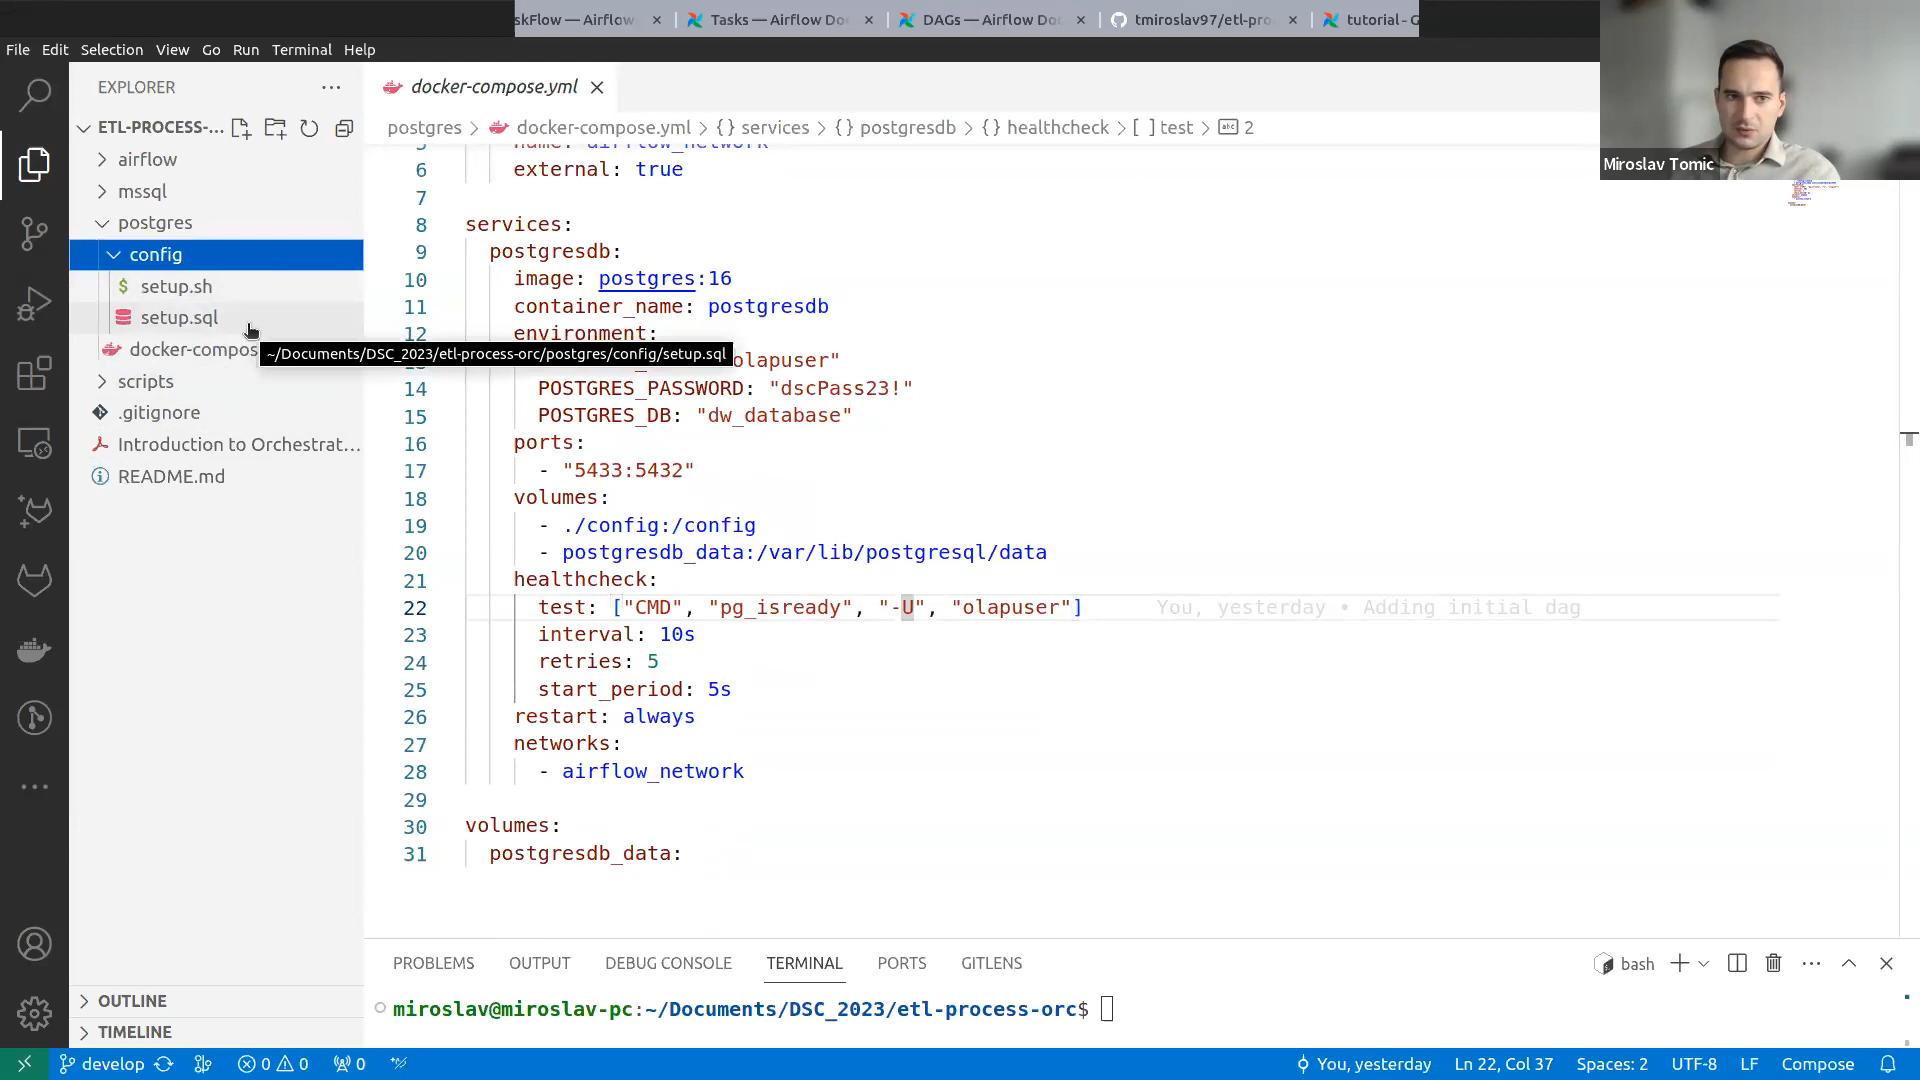 skFlow — Airflow
Tasks — Airflow Do
DAGs — Airflow Do
tmiroslav97/etl-pro
tutorial - G
File Edit Selection View Go Run Terminal Help
EXPLORER
ETL-PROCESS-...
airflow
mssql
postgres
config
setup.sh
setup.sql
docker-compos
scripts
.gitignore
Introduction to Orchestrat...
README.md
OUTLINE
TIMELINE
docker-compose.yml
postgres > docker-compose.yml > {} services > {} postgresdb > {} healthcheck > [ ] test > abc 2
5 name: airflow_network
6 external: true
7
8 services:
9 postgresdb:
10 image: postgres:16
11 container_name: postgresdb
12 environment:
olapuser"
~/Documents/DSC_2023/etl-process-orc/postgres/config/setup.sql
14 POSTGRES_PASSWORD: "dscPass23!"
15 POSTGRES_DB: "dw_database"
16 ports:
17 - "5433:5432"
18 volumes:
19 - ./config:/config
20 - postgresdb_data:/var/lib/postgresql/data
21 healthcheck:
22 test: ["CMD", "pg_isready", "-U", "olapuser"] You, yesterday • Adding initial dag
23 interval: 10s
24 retries: 5
25 start_period: 5s
26 restart: always
27 networks:
28 - airflow_network
29
30 volumes:
31 postgresdb_data:
Miroslav Tomic
PROBLEMS OUTPUT DEBUG CONSOLE TERMINAL PORTS GITLENS
bash
miroslav@miroslav-pc:~/Documents/DSC_2023/etl-process-orc$
develop 0 0 0 You, yesterday Ln 22, Col 37 Spaces: 2 UTF-8 LF Compose